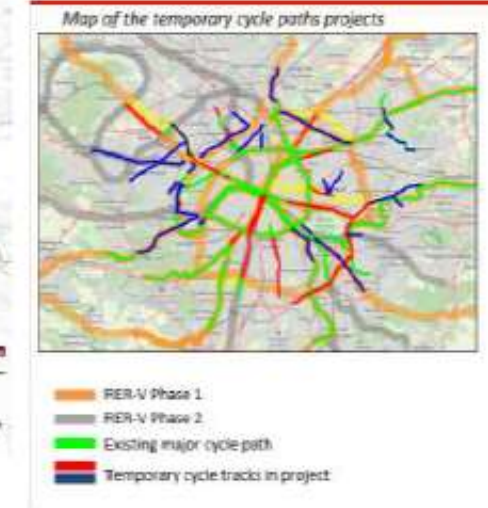 Map of the temporary cycle paths projects
RER-V Phase 1
RER-V Phase 2
Existing major cycle path
Temporary cycle tracks in project